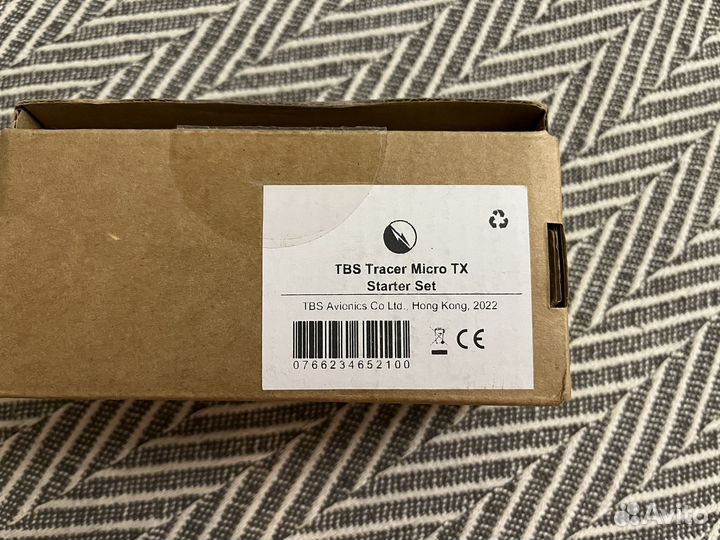 TBS Tracer Micro TX
Starter Set
TBS Avionics Co Ltd., Hong Kong, 2022
0766234652100
CE
Avito